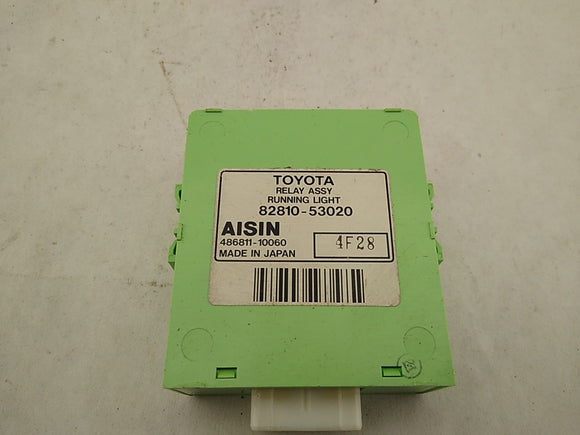 TOYOTA
RELAY ASSY
RUNNING LIGHT
82810-53020
AISIN
486811-10060
4F28
MADE IN JAPAN